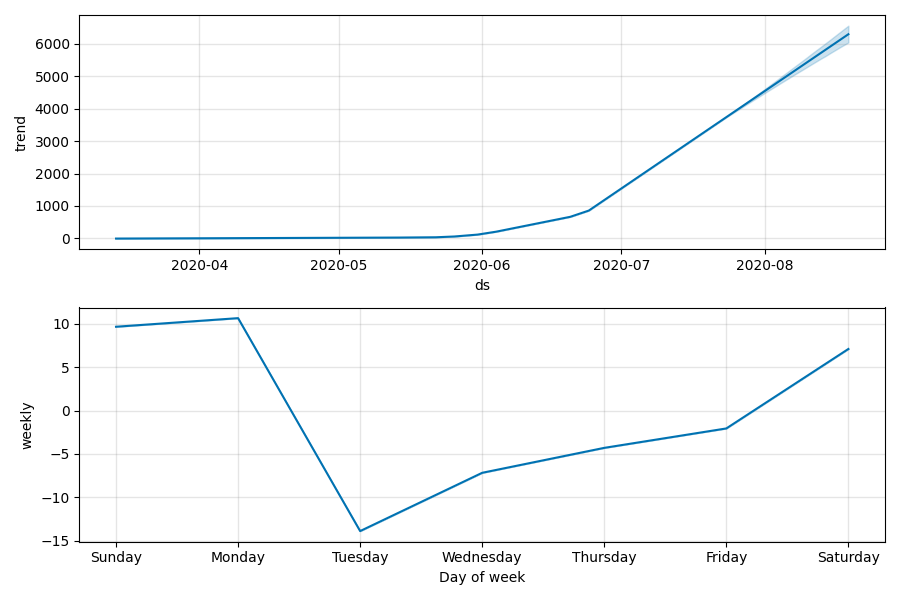 6000
5000
4000
3000
2000
1000
0
trend
2020-04 2020-05 2020-06 2020-07 2020-08
ds
10
5
0
−5
−10
−15
weekly
Sunday Monday Tuesday Wednesday Thursday Friday Saturday
Day of week